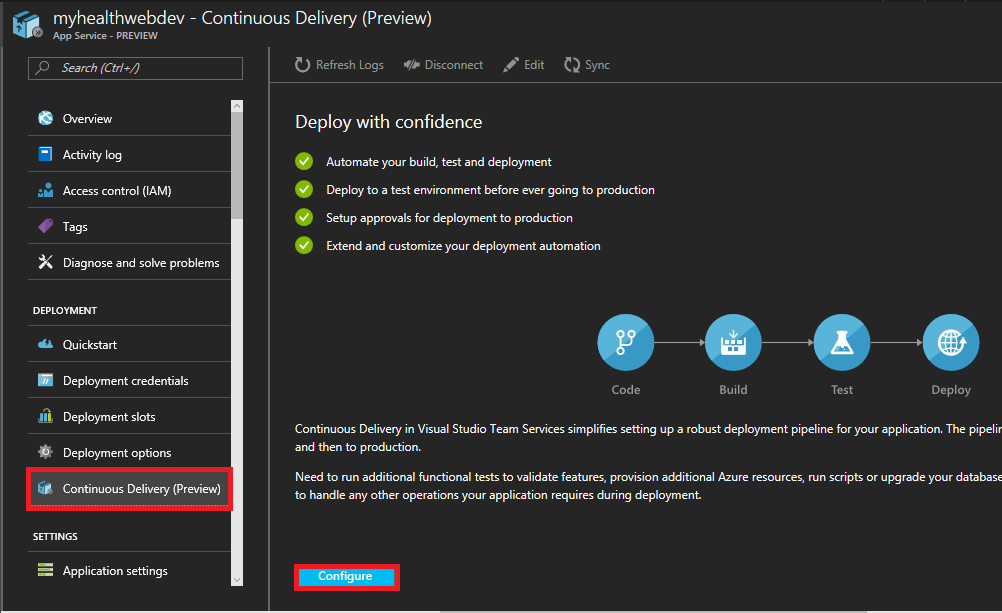 myhealthwebdev - Continuous Delivery (Preview)
App Service - PREVIEW
Search (Ctrl+/)
Overview
Activity log
Access control (IAM)
Tags
Diagnose and solve problems
DEPLOYMENT
Quickstart
Deployment credentials
Deployment slots
Deployment options
Continuous Delivery (Preview)
SETTINGS
Application settings
Refresh Logs
Disconnect
Edit
Sync
Deploy with confidence
Automate your build, test and deployment
Deploy to a test environment before ever going to production
Setup approvals for deployment to production
Extend and customize your deployment automation
Code
Build
Test
Deploy
Continuous Delivery in Visual Studio Team Services simplifies setting up a robust deployment pipeline for your application. The pipelin
and then to production.
Need to run additional functional tests to validate features, provision additional Azure resources, run scripts or upgrade your database
to handle any other operations your application requires during deployment.
Configure